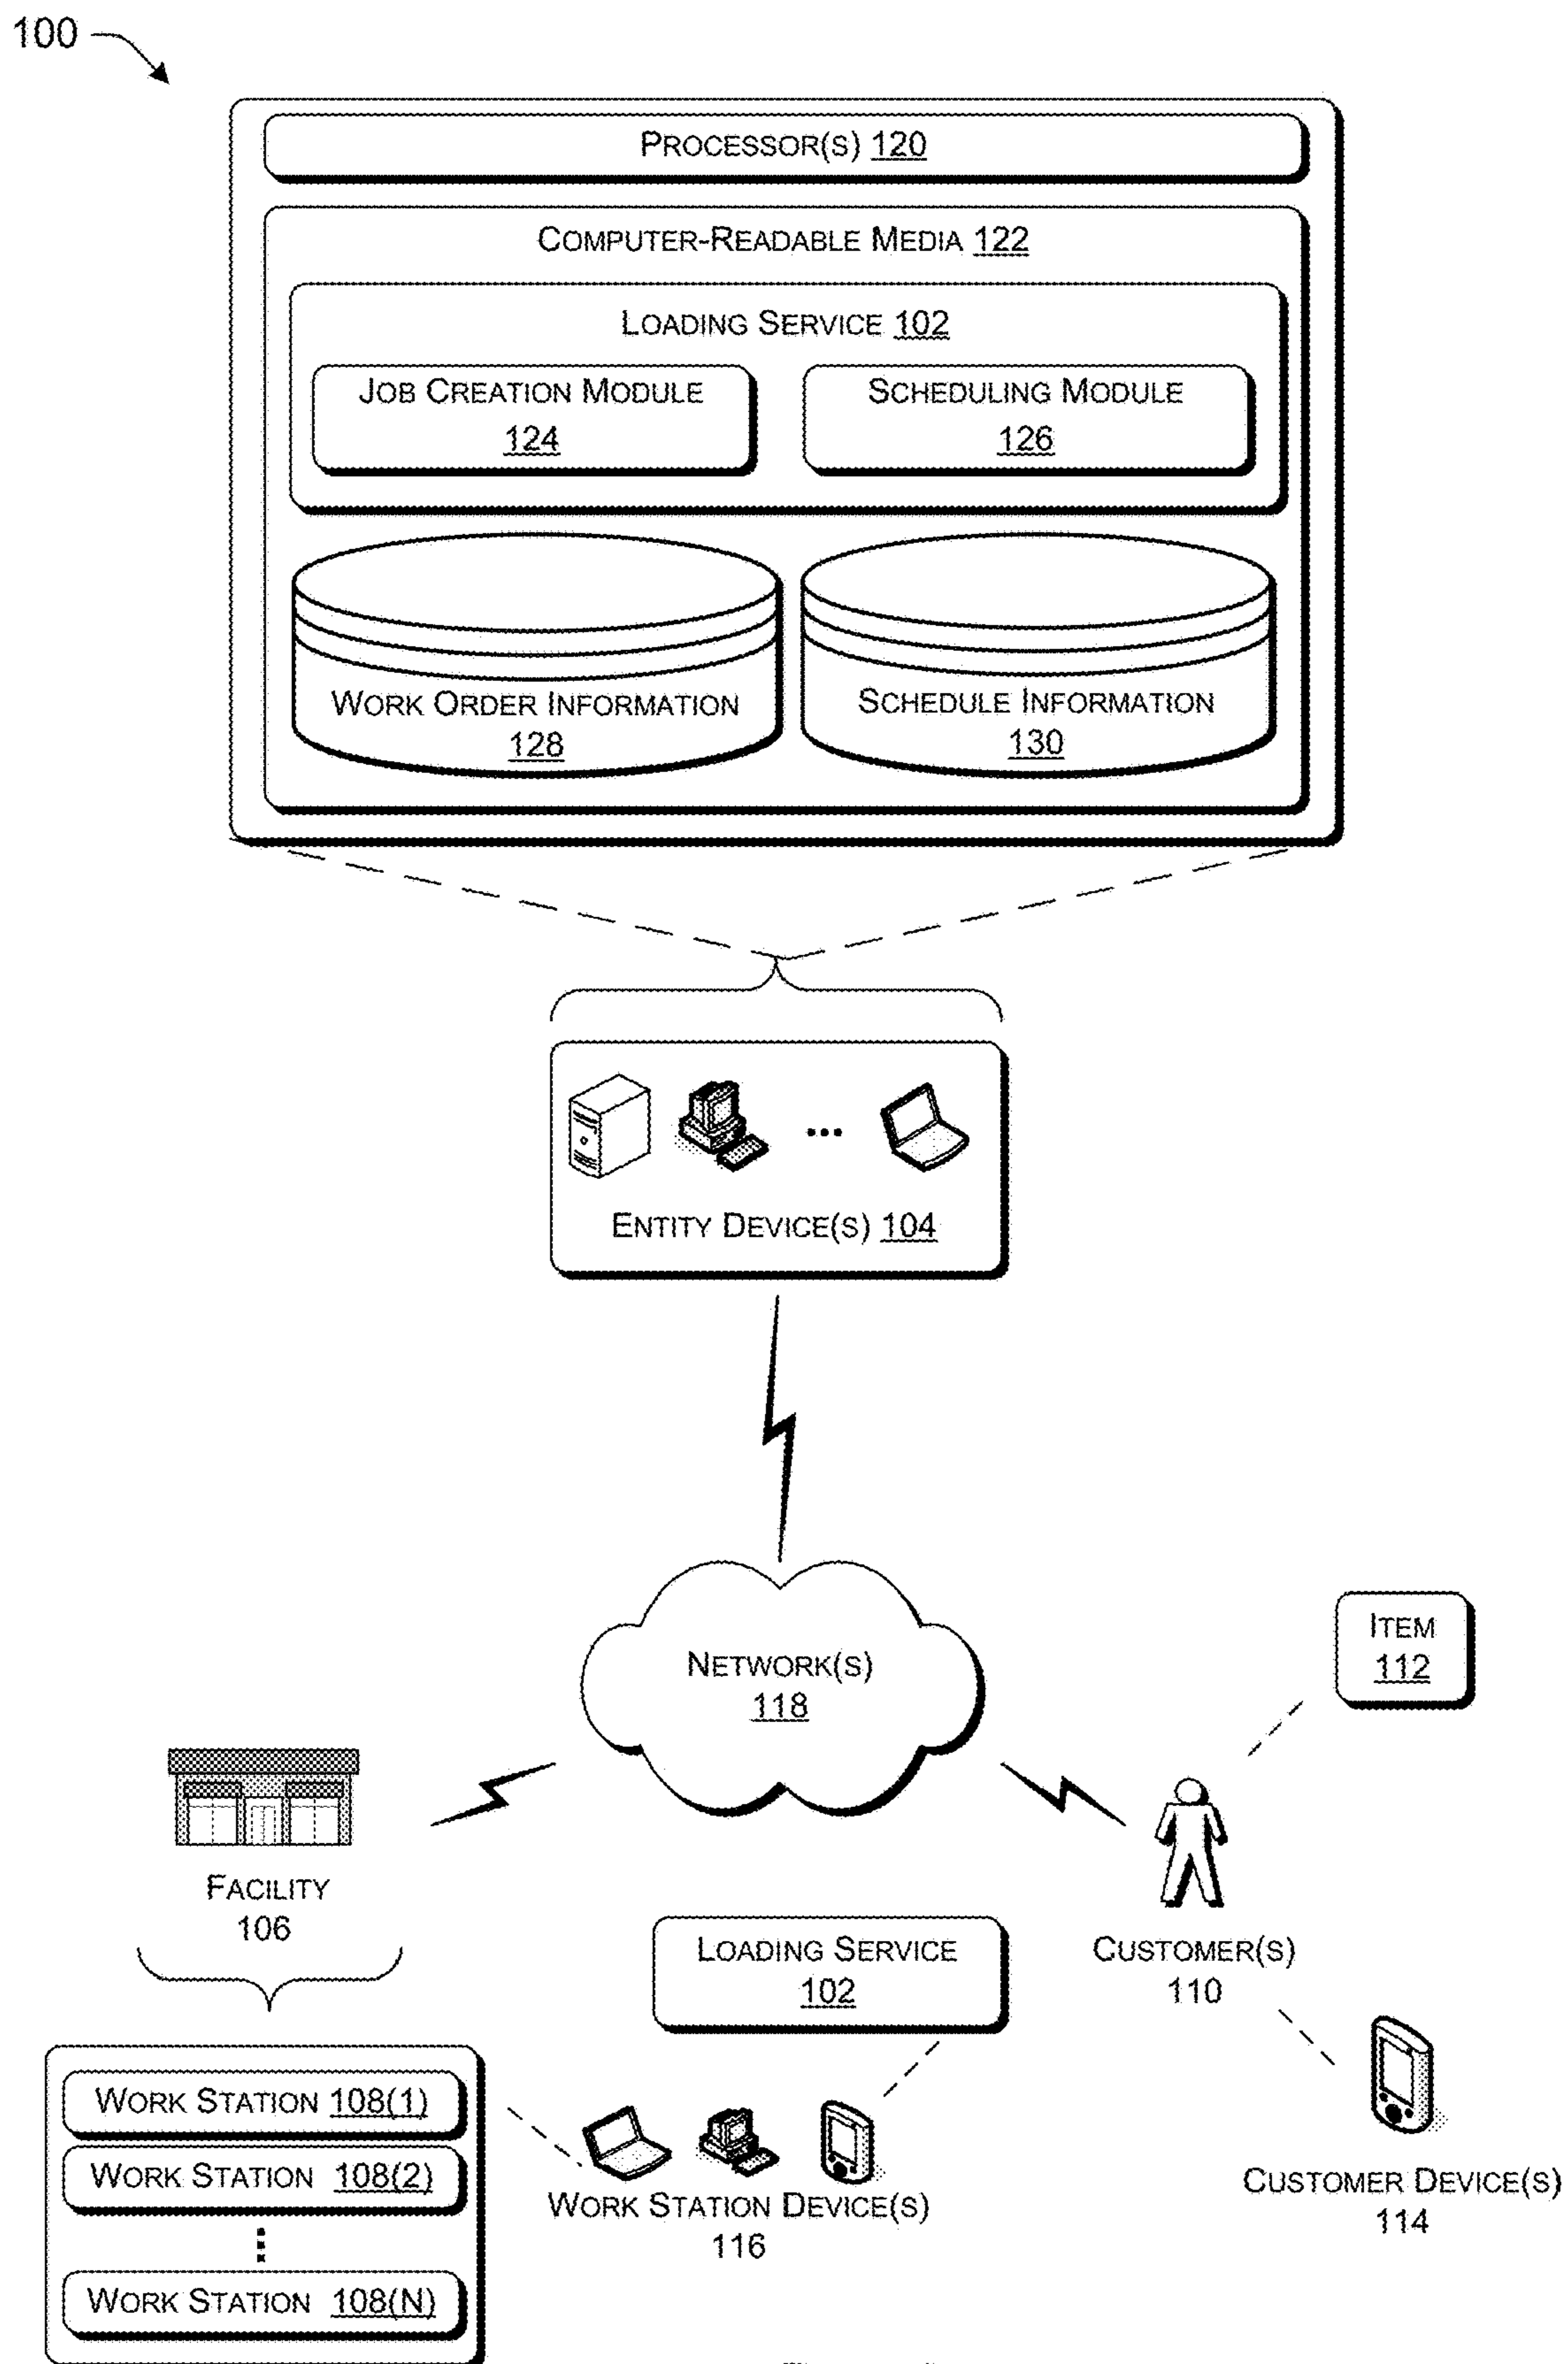 100
PROCESSOR(S) 120
COMPUTER-READABLE MEDIA 122
LOADING SERVICE 102
JOB CREATION MODULE
124
SCHEDULING MODULE
126
WORK ORDER INFORMATION
128
SCHEDULE INFORMATION
130
ENTITY DEVICE(S) 104
NETWORK(S)
118
ITEM
112
FACILITY
106
LOADING SERVICE
102
CUSTOMER(S)
110
WORK STATION 108(1)
WORK STATION 108(2)
WORK STATION 108(N)
WORK STATION DEVICE(S)
116
CUSTOMER DEVICE(S)
114